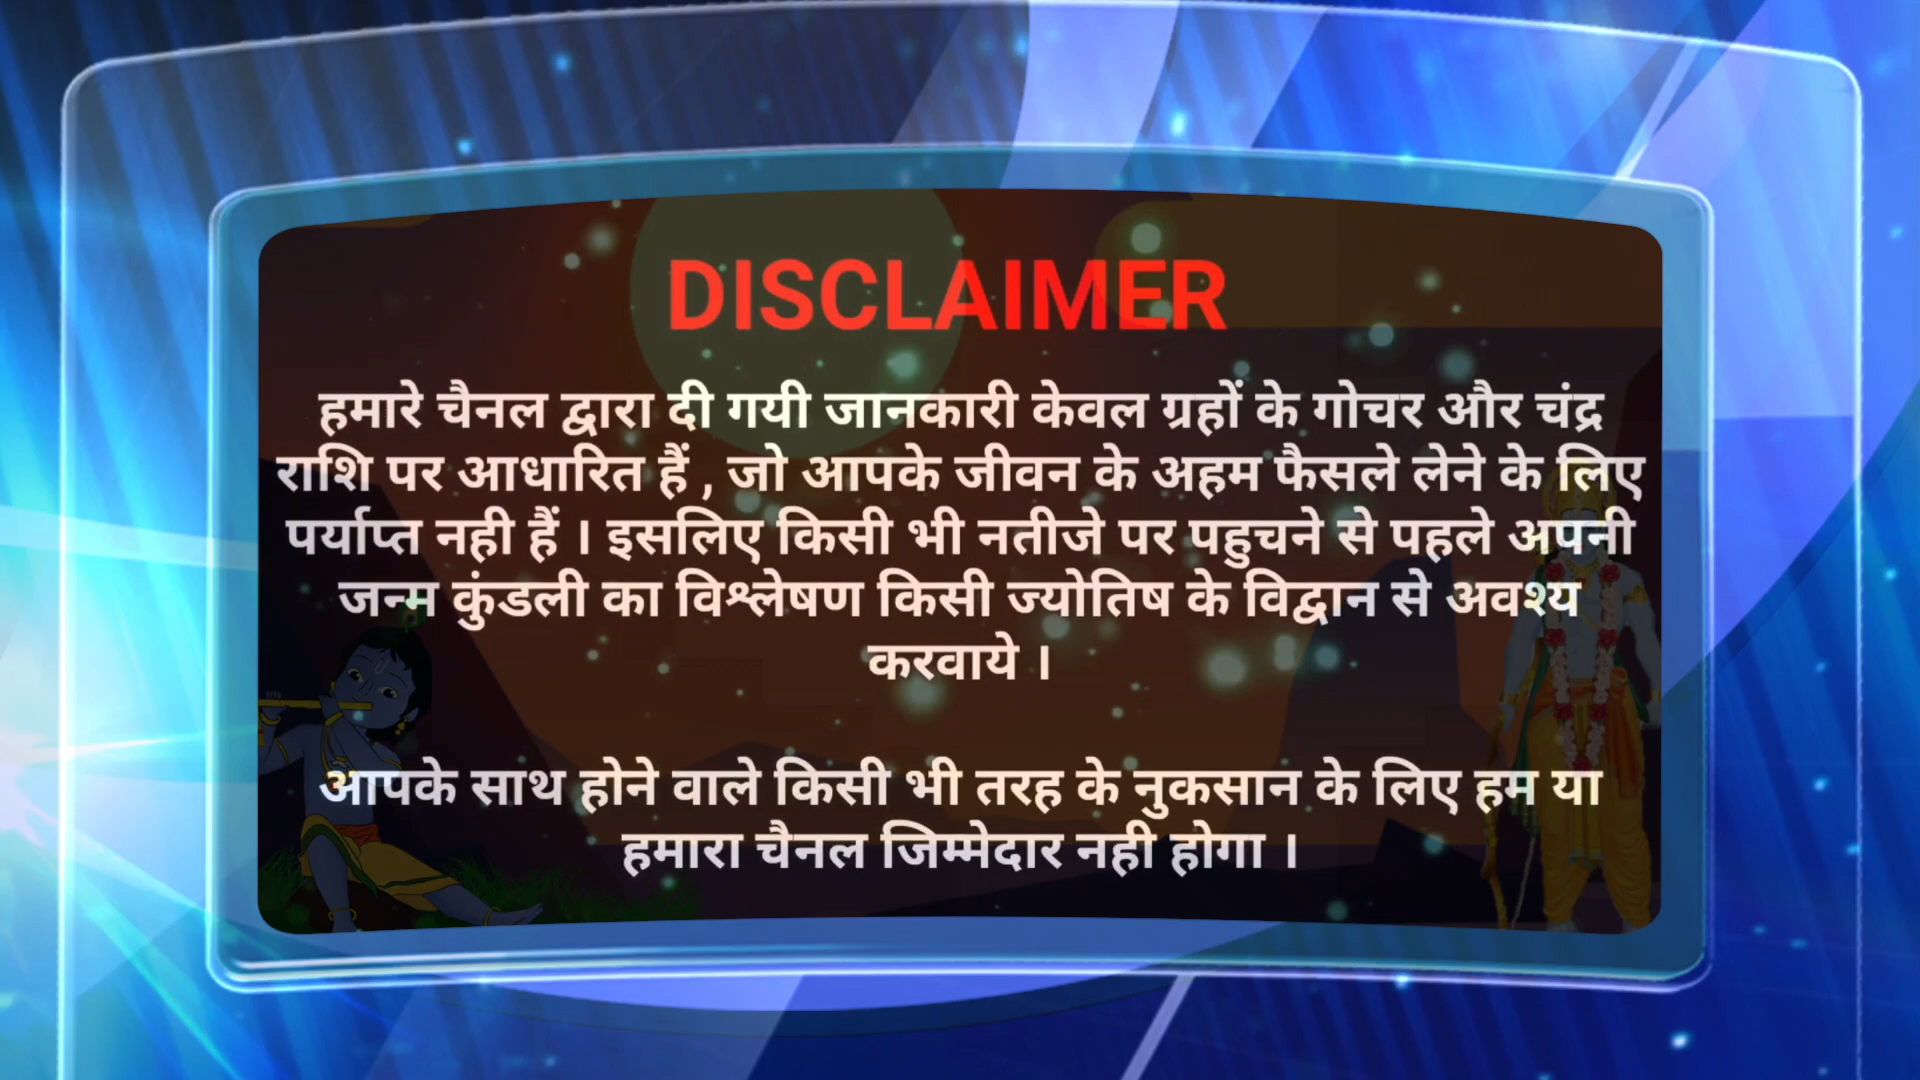 DISCLAIMER
हमारे चैनल द्वारा दी गयी जानकारी केवल ग्रहों के गोचर और चंद्र
राशि पर आधारित हैं , जो आपके जीवन के अहम फैसले लेने के लिए
पर्याप्त नही हैं । इसलिए किसी भी नतीजे पर पहुचने से पहले अपनी
जन्म कुंडली का विश्लेषण किसी ज्योतिष के विद्वान से अवश्य
करवाये ।
आपके साथ होने वाले किसी भी तरह के नुकसान के लिए हम या
हमारा चैनल जिम्मेदार नही होगा ।